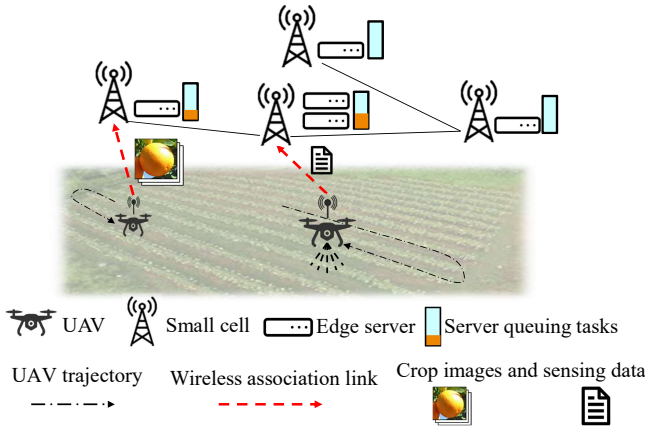 UAV
Small cell
Edge server
Server queuing tasks
UAV trajectory
Wireless association link
Crop images and sensing data